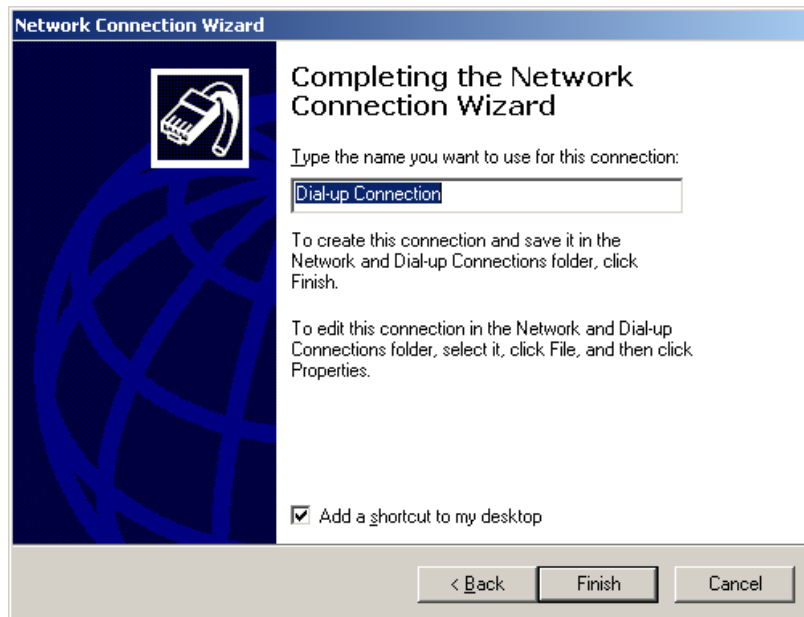 Network Connection Wizard
Completing the Network
Connection Wizard
Type the name you want to use for this connection:
Dial-up Connection
To create this connection and save it in the
Network and Dial-up Connections folder, click
Finish.
To edit this connection in the Network and Dial-up
Connections folder, select it, click File, and then click
Properties.
Add a shortcut to my desktop
< Back Finish Cancel